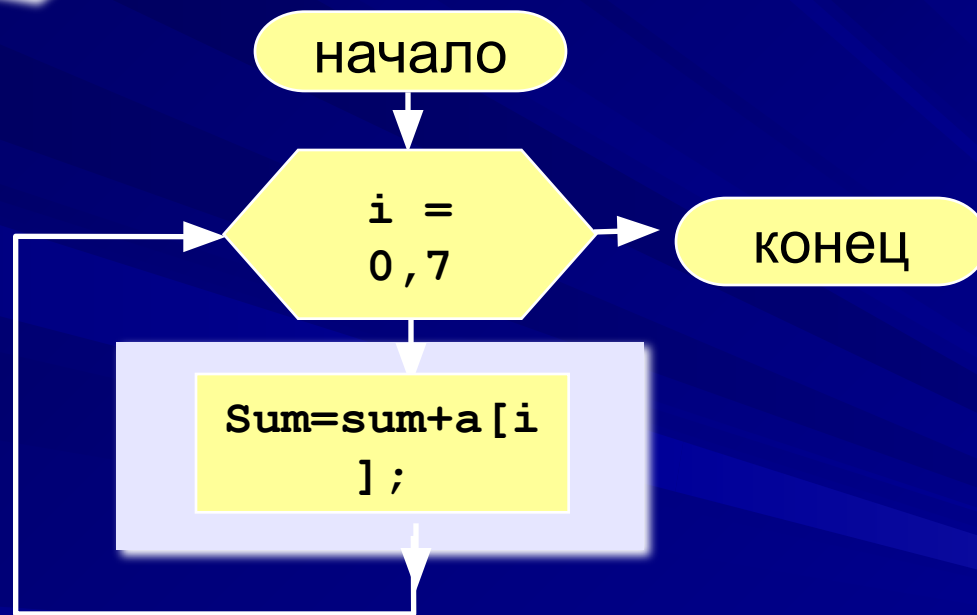 начало
i =
0,7
конец
Sum=sum+a[i
];